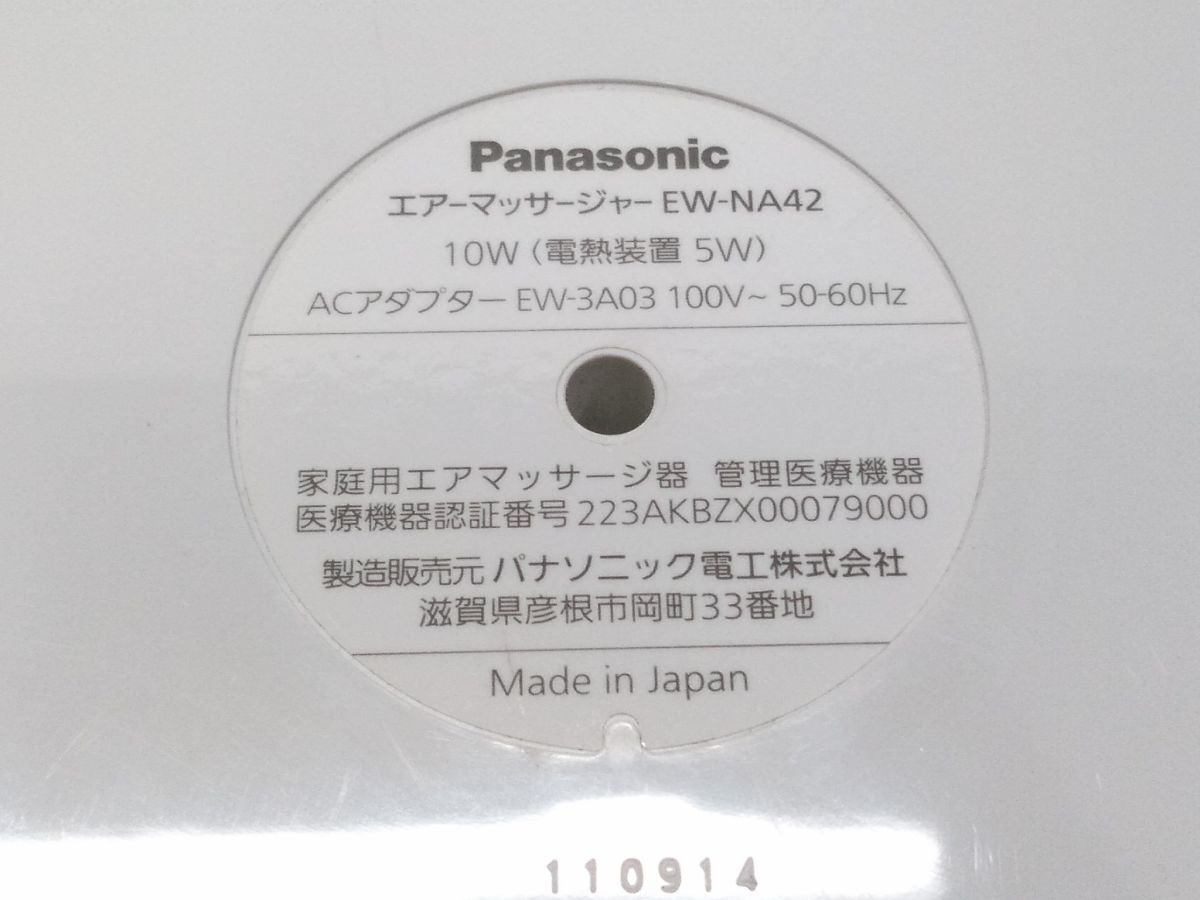 Panasonic
エアーマッサージャー EW-NA42
10W（電熱装置 5W）
ACアダプター EW-3A03 100V~ 50-60Hz
家庭用エアマッサージ器 管理医療機器
医療機器認証番号 223AKBZX00079000
製造販売元 パナソニック電工株式会社
滋賀県彦根市岡町33番地
Made in Japan
110914